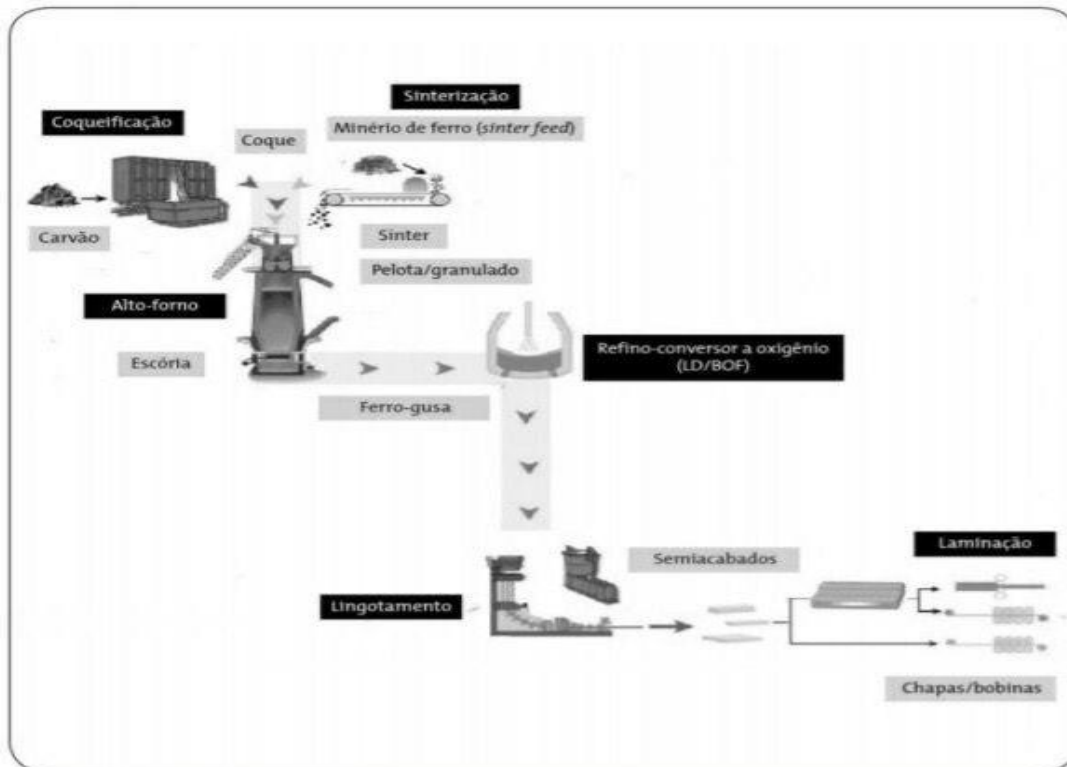 Sinterização
Coqueificação
Coque
Minério de ferro (sinter feed)
Carvão
Sinter
Pelota/granulado
Alto-forno
Escória
Refino-conversor a oxigênio
(LD/BOF)
Ferro-gusa
Semiacabados
Laminação
Lingotamento
Chapas/bobinas